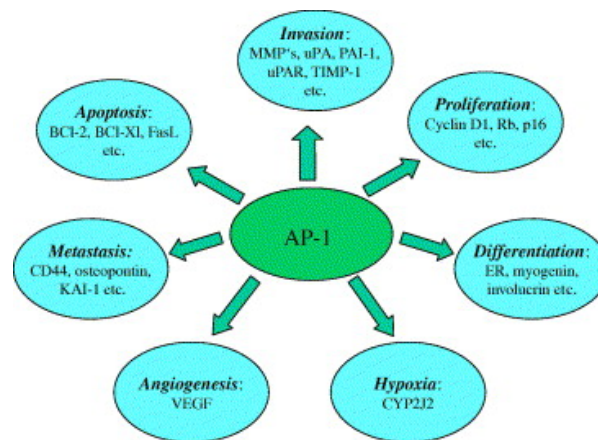 Invasion:
MMP's, uPA, PAI-1,
uPAR, TIMP-1
etc.
Apoptosis:
BCl-2, BCl-Xl, FasL
etc.
Proliferation:
Cyclin D1, Rb, p16
etc.
AP-1
Metastasis:
CD44, osteopontin,
KAI-1 etc.
Differentiation:
ER, myogenin,
involucrin etc.
Angiogenesis:
VEGF
Hypoxia:
CYP2J2